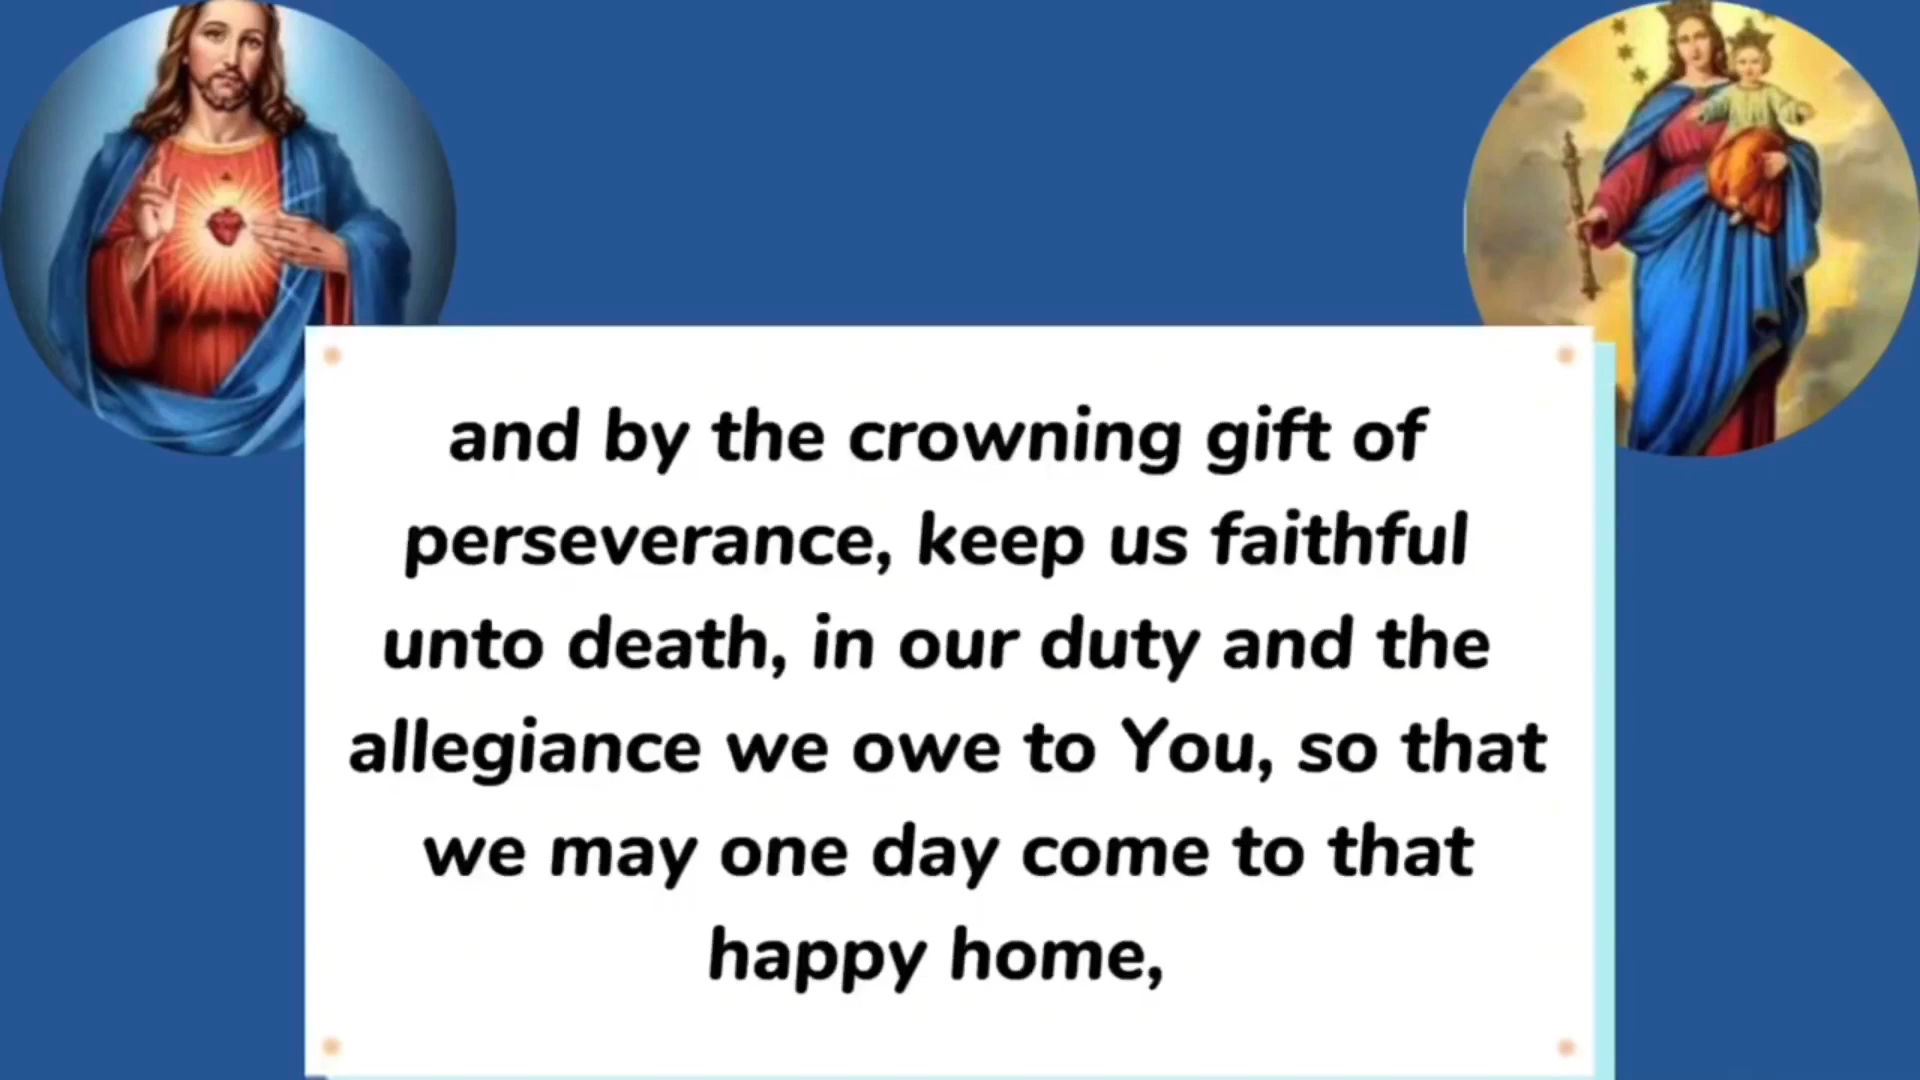 and by the crowning gift of
perseverance, keep us faithful
unto death, in our duty and the
allegiance we owe to You, so that
we may one day come to that
happy home,